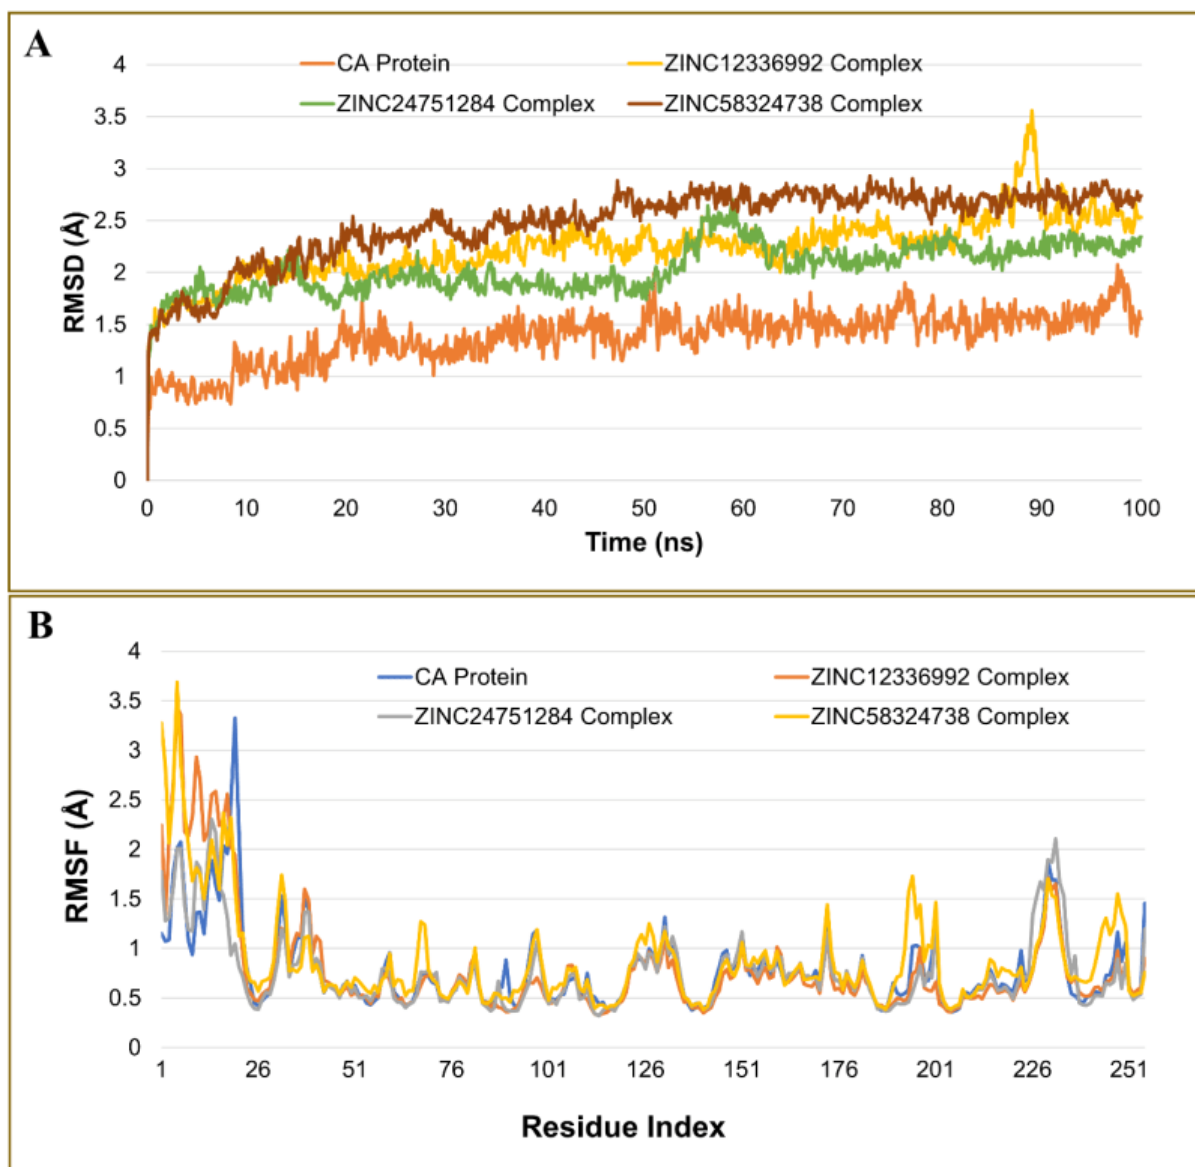 A
CA Protein ZINC12336992 Complex
ZINC24751284 Complex ZINC58324738 Complex
4
3.5
3
2.5
2
1.5
1
0.5
0
RMSD (Å)
0 10 20 30 40 50 60 70 80 90 100
Time (ns)
B
CA Protein ZINC12336992 Complex
ZINC24751284 Complex ZINC58324738 Complex
4
3.5
3
2.5
2
1.5
1
0.5
0
RMSF (Å)
1 26 51 76 101 126 151 176 201 226 251
Residue Index